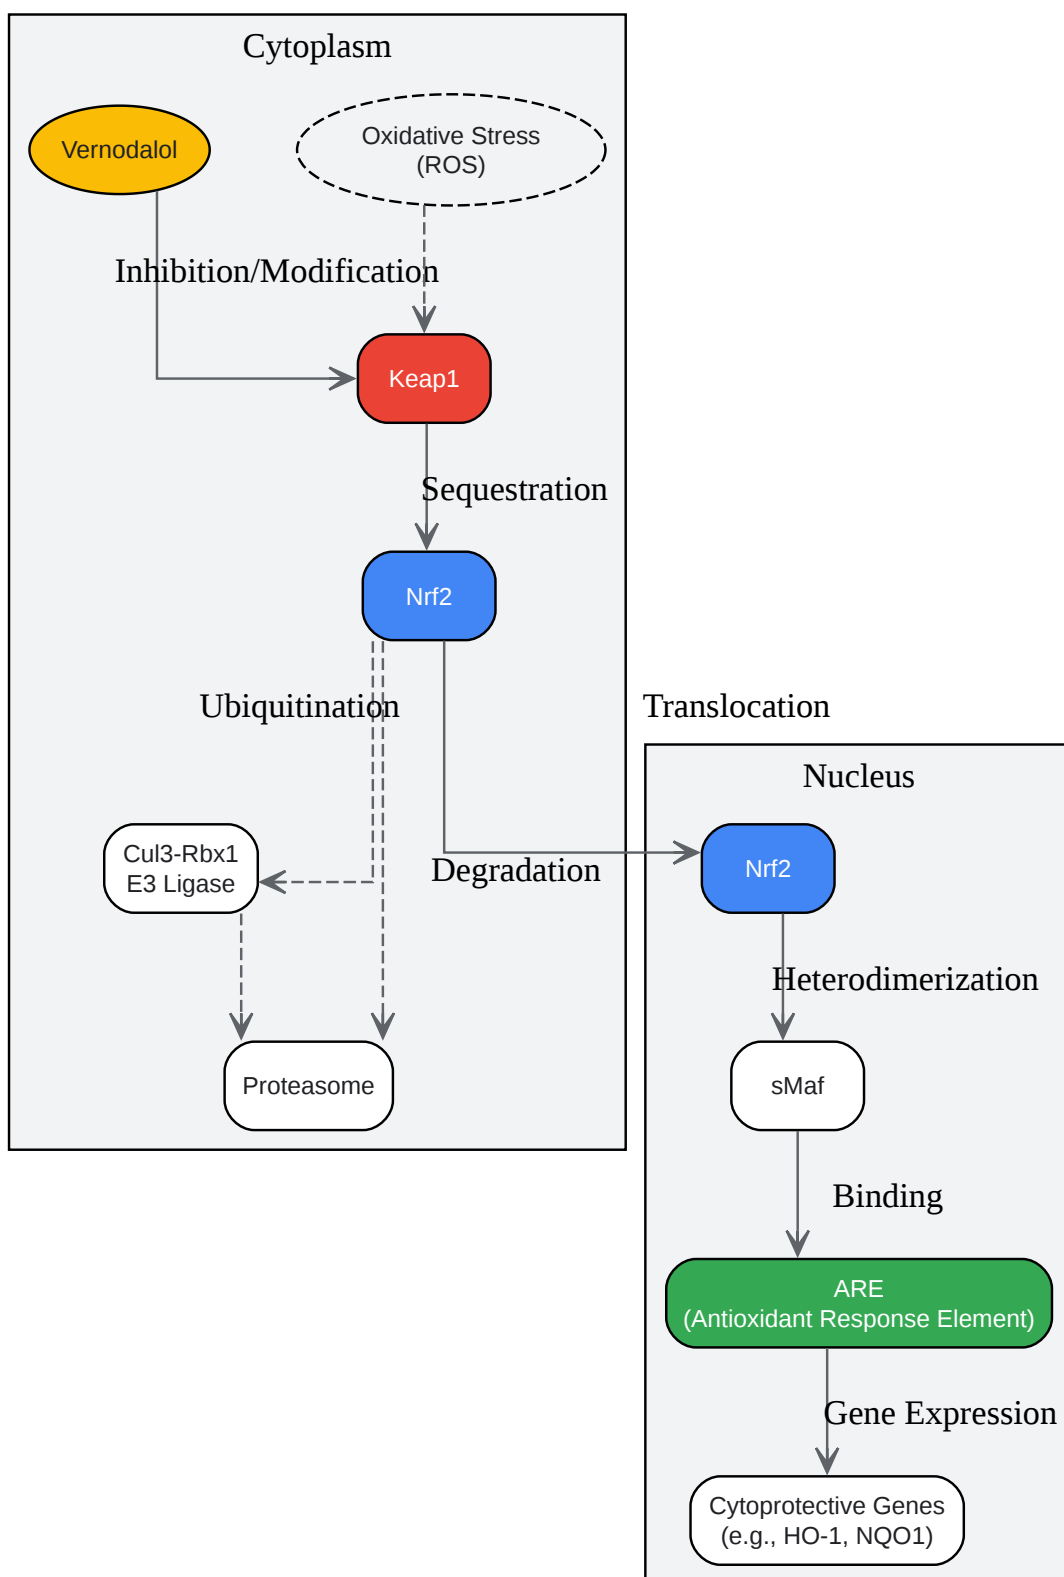 Cytoplasm
Vernodalol
Oxidative Stress
(ROS)
Inhibition/Modification
Keap1
Sequestration
Nrf2
Ubiquitination
Translocation
Nucleus
Cul3-Rbx1
E3 Ligase
Degradation
Nrf2
Heterodimerization
Proteasome
sMaf
Binding
ARE
(Antioxidant Response Element)
Gene Expression
Cytoprotective Genes
(e.g., HO-1, NQO1)